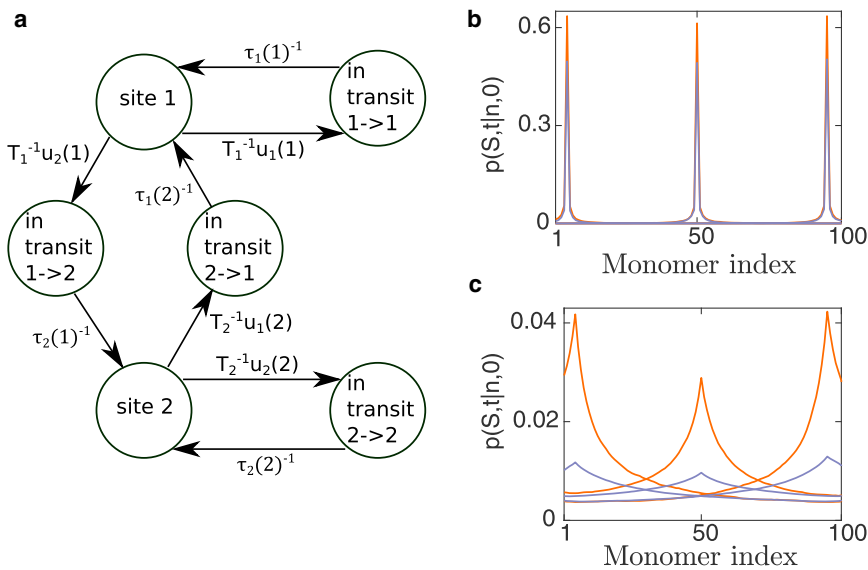 a
τ₁(1)⁻¹
site 1
in
transit
1->1
T₁⁻¹u₂(1)
T₁⁻¹u₁(1)
τ₁(2)⁻¹
in
transit
1->2
in
transit
2->1
τ₂(1)⁻¹
T₂⁻¹u₁(2)
site 2
T₂⁻¹u₂(2)
in
transit
2->2
τ₂(2)⁻¹
b
p(S,t|n,0)
0.6
0.3
0
1
50
100
Monomer index
c
p(S,t|n,0)
0.04
0.02
0
1
50
100
Monomer index